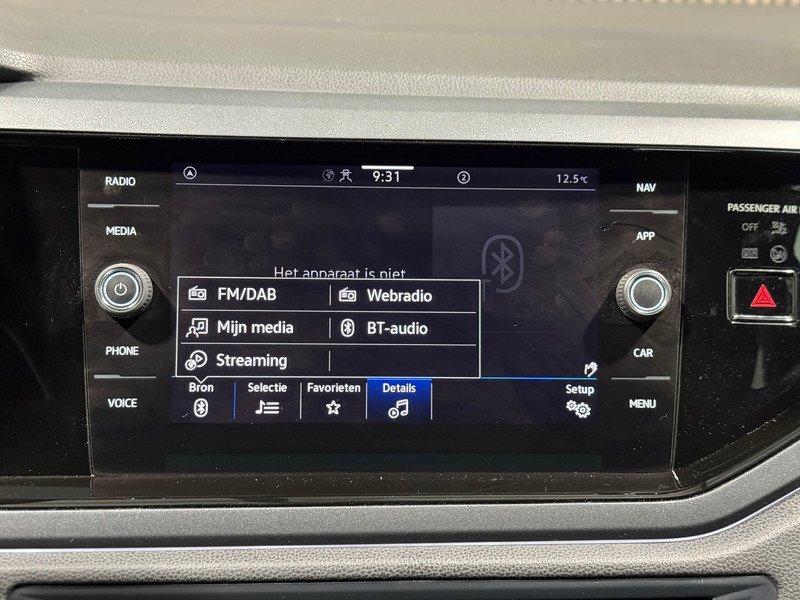 RADIO
MEDIA
PHONE
VOICE
9:31
2
12.5°C
Het apparaat is niet
FM/DAB
Webradio
Mijn media
BT-audio
Streaming
Bron
Selectie
Favorieten
Details
Setup
NAV
APP
CAR
MENU
PASSENGER AIR
OFF